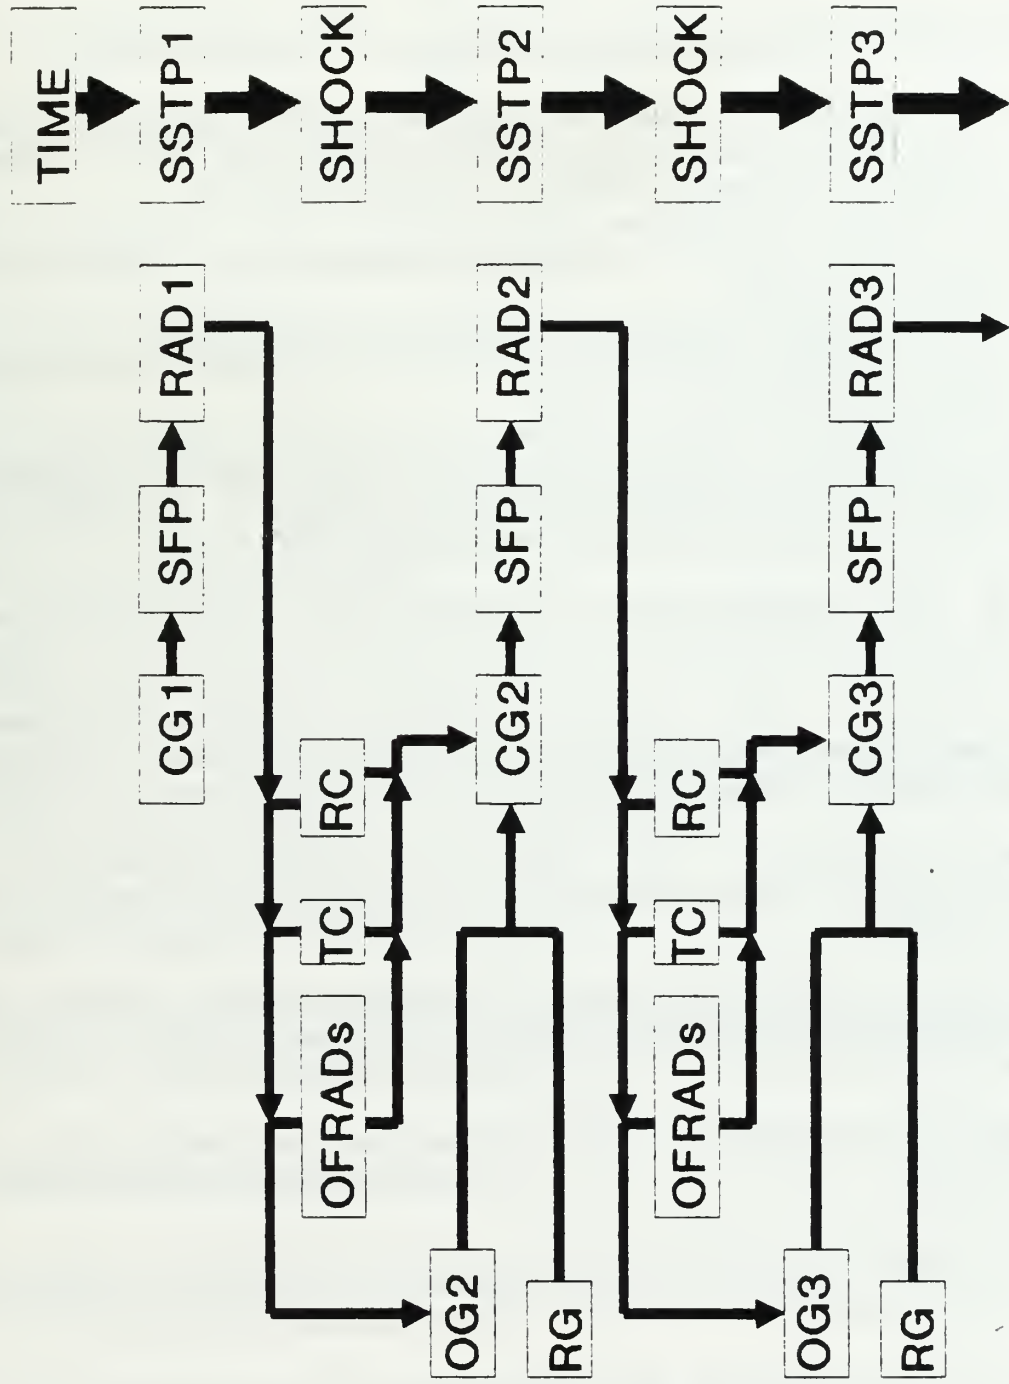 TIME
CG1
SFP
RAD1
SSTP1
OFRADs
TC
RC
SHOCK
OG2
CG2
SFP
RAD2
SSTP2
RG
OFRADs
TC
RC
SHOCK
OG3
CG3
SFP
RAD3
SSTP3
RG